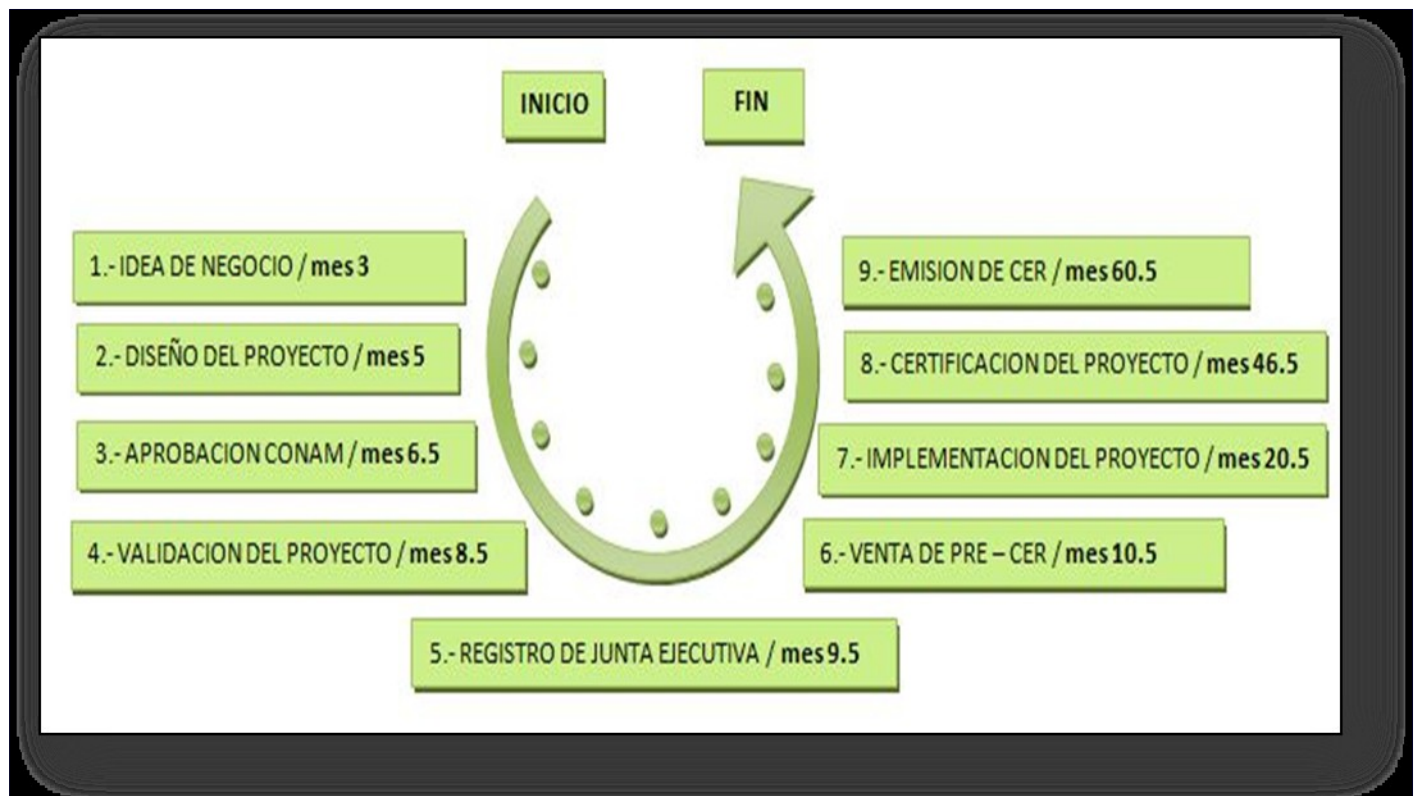 INICIO
FIN
1.- IDEA DE NEGOCIO / mes 3
2.- DISEÑO DEL PROYECTO / mes 5
3.- APROBACION CONAM / mes 6.5
4.- VALIDACION DEL PROYECTO / mes 8.5
5.- REGISTRO DE JUNTA EJECUTIVA / mes 9.5
6.- VENTA DE PRE – CER / mes 10.5
7.- IMPLEMENTACION DEL PROYECTO / mes 20.5
8.- CERTIFICACION DEL PROYECTO / mes 46.5
9.- EMISION DE CER / mes 60.5